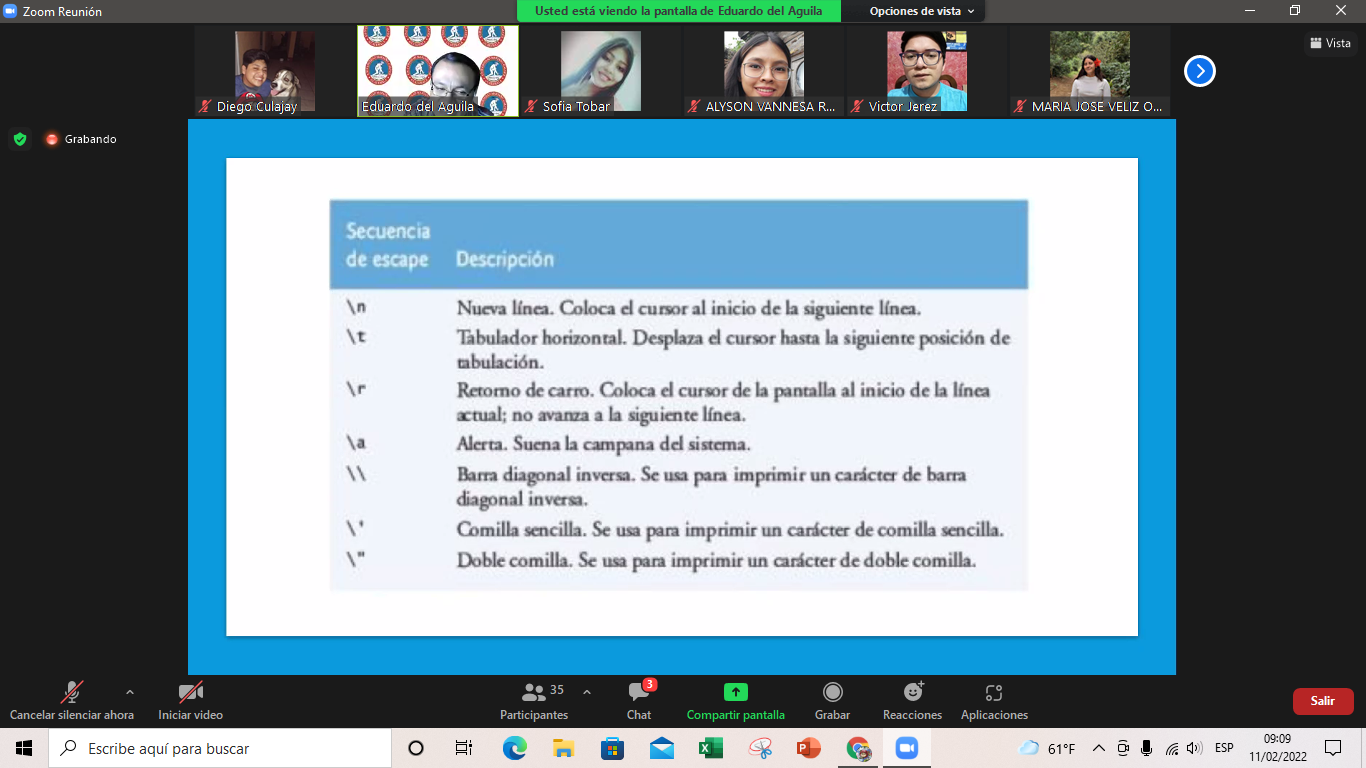 Zoom Reunión
Usted está viendo la pantalla de Eduardo del Aguila
Opciones de vista
Vista
Diego Culajay
Eduardo del Aguila
Sofia Tobar
ALYSON VANNESA R...
Victor Jerez
MARIA JOSE VELIZ O...
Grabando
Secuencia
de escape
Descripción
\n Nueva línea. Coloca el cursor al inicio de la siguiente línea.
\t Tabulador horizontal. Desplaza el cursor hasta la siguiente posición de
tabulación.
\r Retorno de carro. Coloca el cursor de la pantalla al inicio de la línea
actual; no avanza a la siguiente línea.
\a Alerta. Suena la campana del sistema.
\\ Barra diagonal inversa. Se usa para imprimir un carácter de barra
diagonal inversa.
\' Comilla sencilla. Se usa para imprimir un carácter de comilla sencilla.
\" Doble comilla. Se usa para imprimir un carácter de doble comilla.
35
3
Cancelar silenciar ahora
Iniciar video
Participantes
Chat
Compartir pantalla
Grabar
Reacciones
Aplicaciones
Salir
Escribe aquí para buscar
61°F
ESP
09:09
11/02/2022